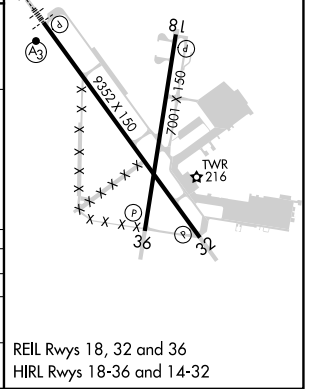 P
18
A3
P
9352 X 150
7001 X 150
TWR
216
P
36
P
32
REIL Rwys 18, 32 and 36
HIRL Rwys 18-36 and 14-32